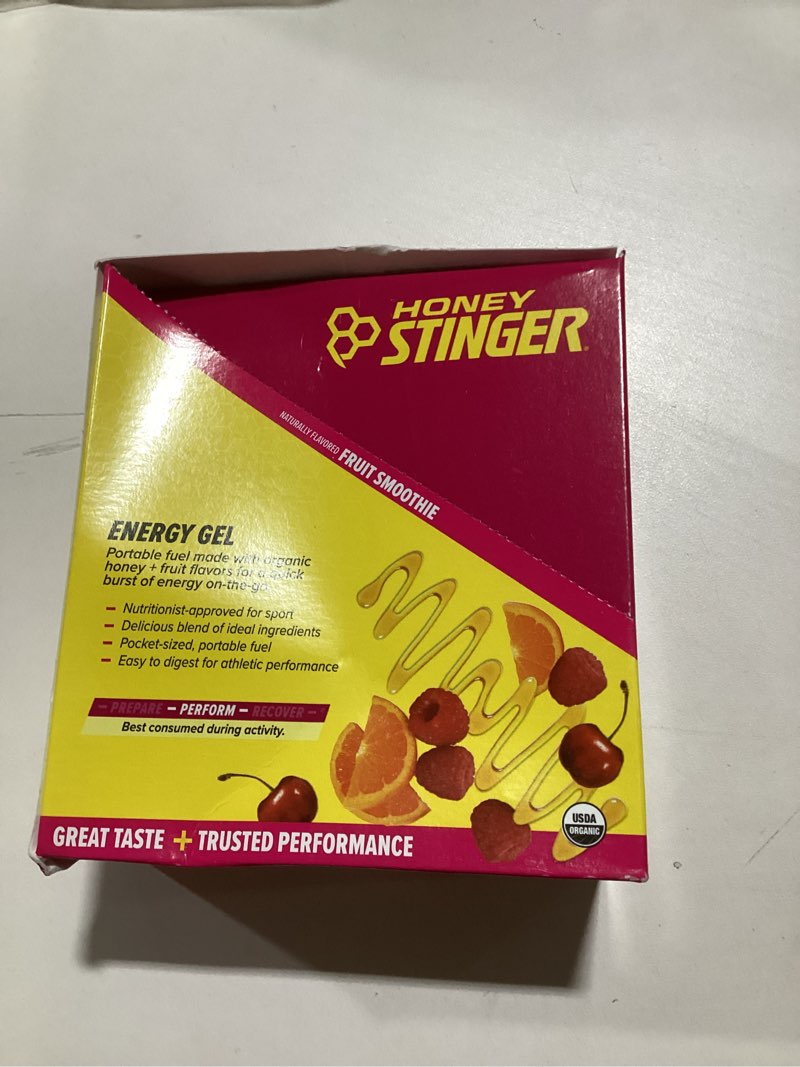 HONEY
STINGER
NATURALLY FLAVORED FRUIT SMOOTHIE
ENERGY GEL
Portable fuel made with organic
honey + fruit flavors for a quick
burst of energy on-the-go
– Nutritionist-approved for sport
– Delicious blend of ideal ingredients
– Pocket-sized, portable fuel
– Easy to digest for athletic performance
– PREPARE – PERFORM – RECOVER –
Best consumed during activity.
USDA
ORGANIC
GREAT TASTE + TRUSTED PERFORMANCE